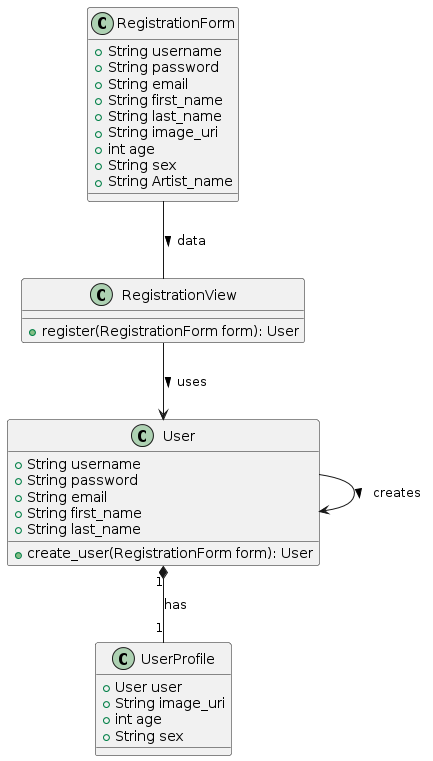 C RegistrationForm
String username
String password
String email
String first_name
String last_name
String image_uri
int age
String sex
String Artist_name
data
C RegistrationView
register(RegistrationForm form): User
uses
C User
String username
String password
String email
String first_name
String last_name
create_user(RegistrationForm form): User
creates
1
has
1
C UserProfile
User user
String image_uri
int age
String sex